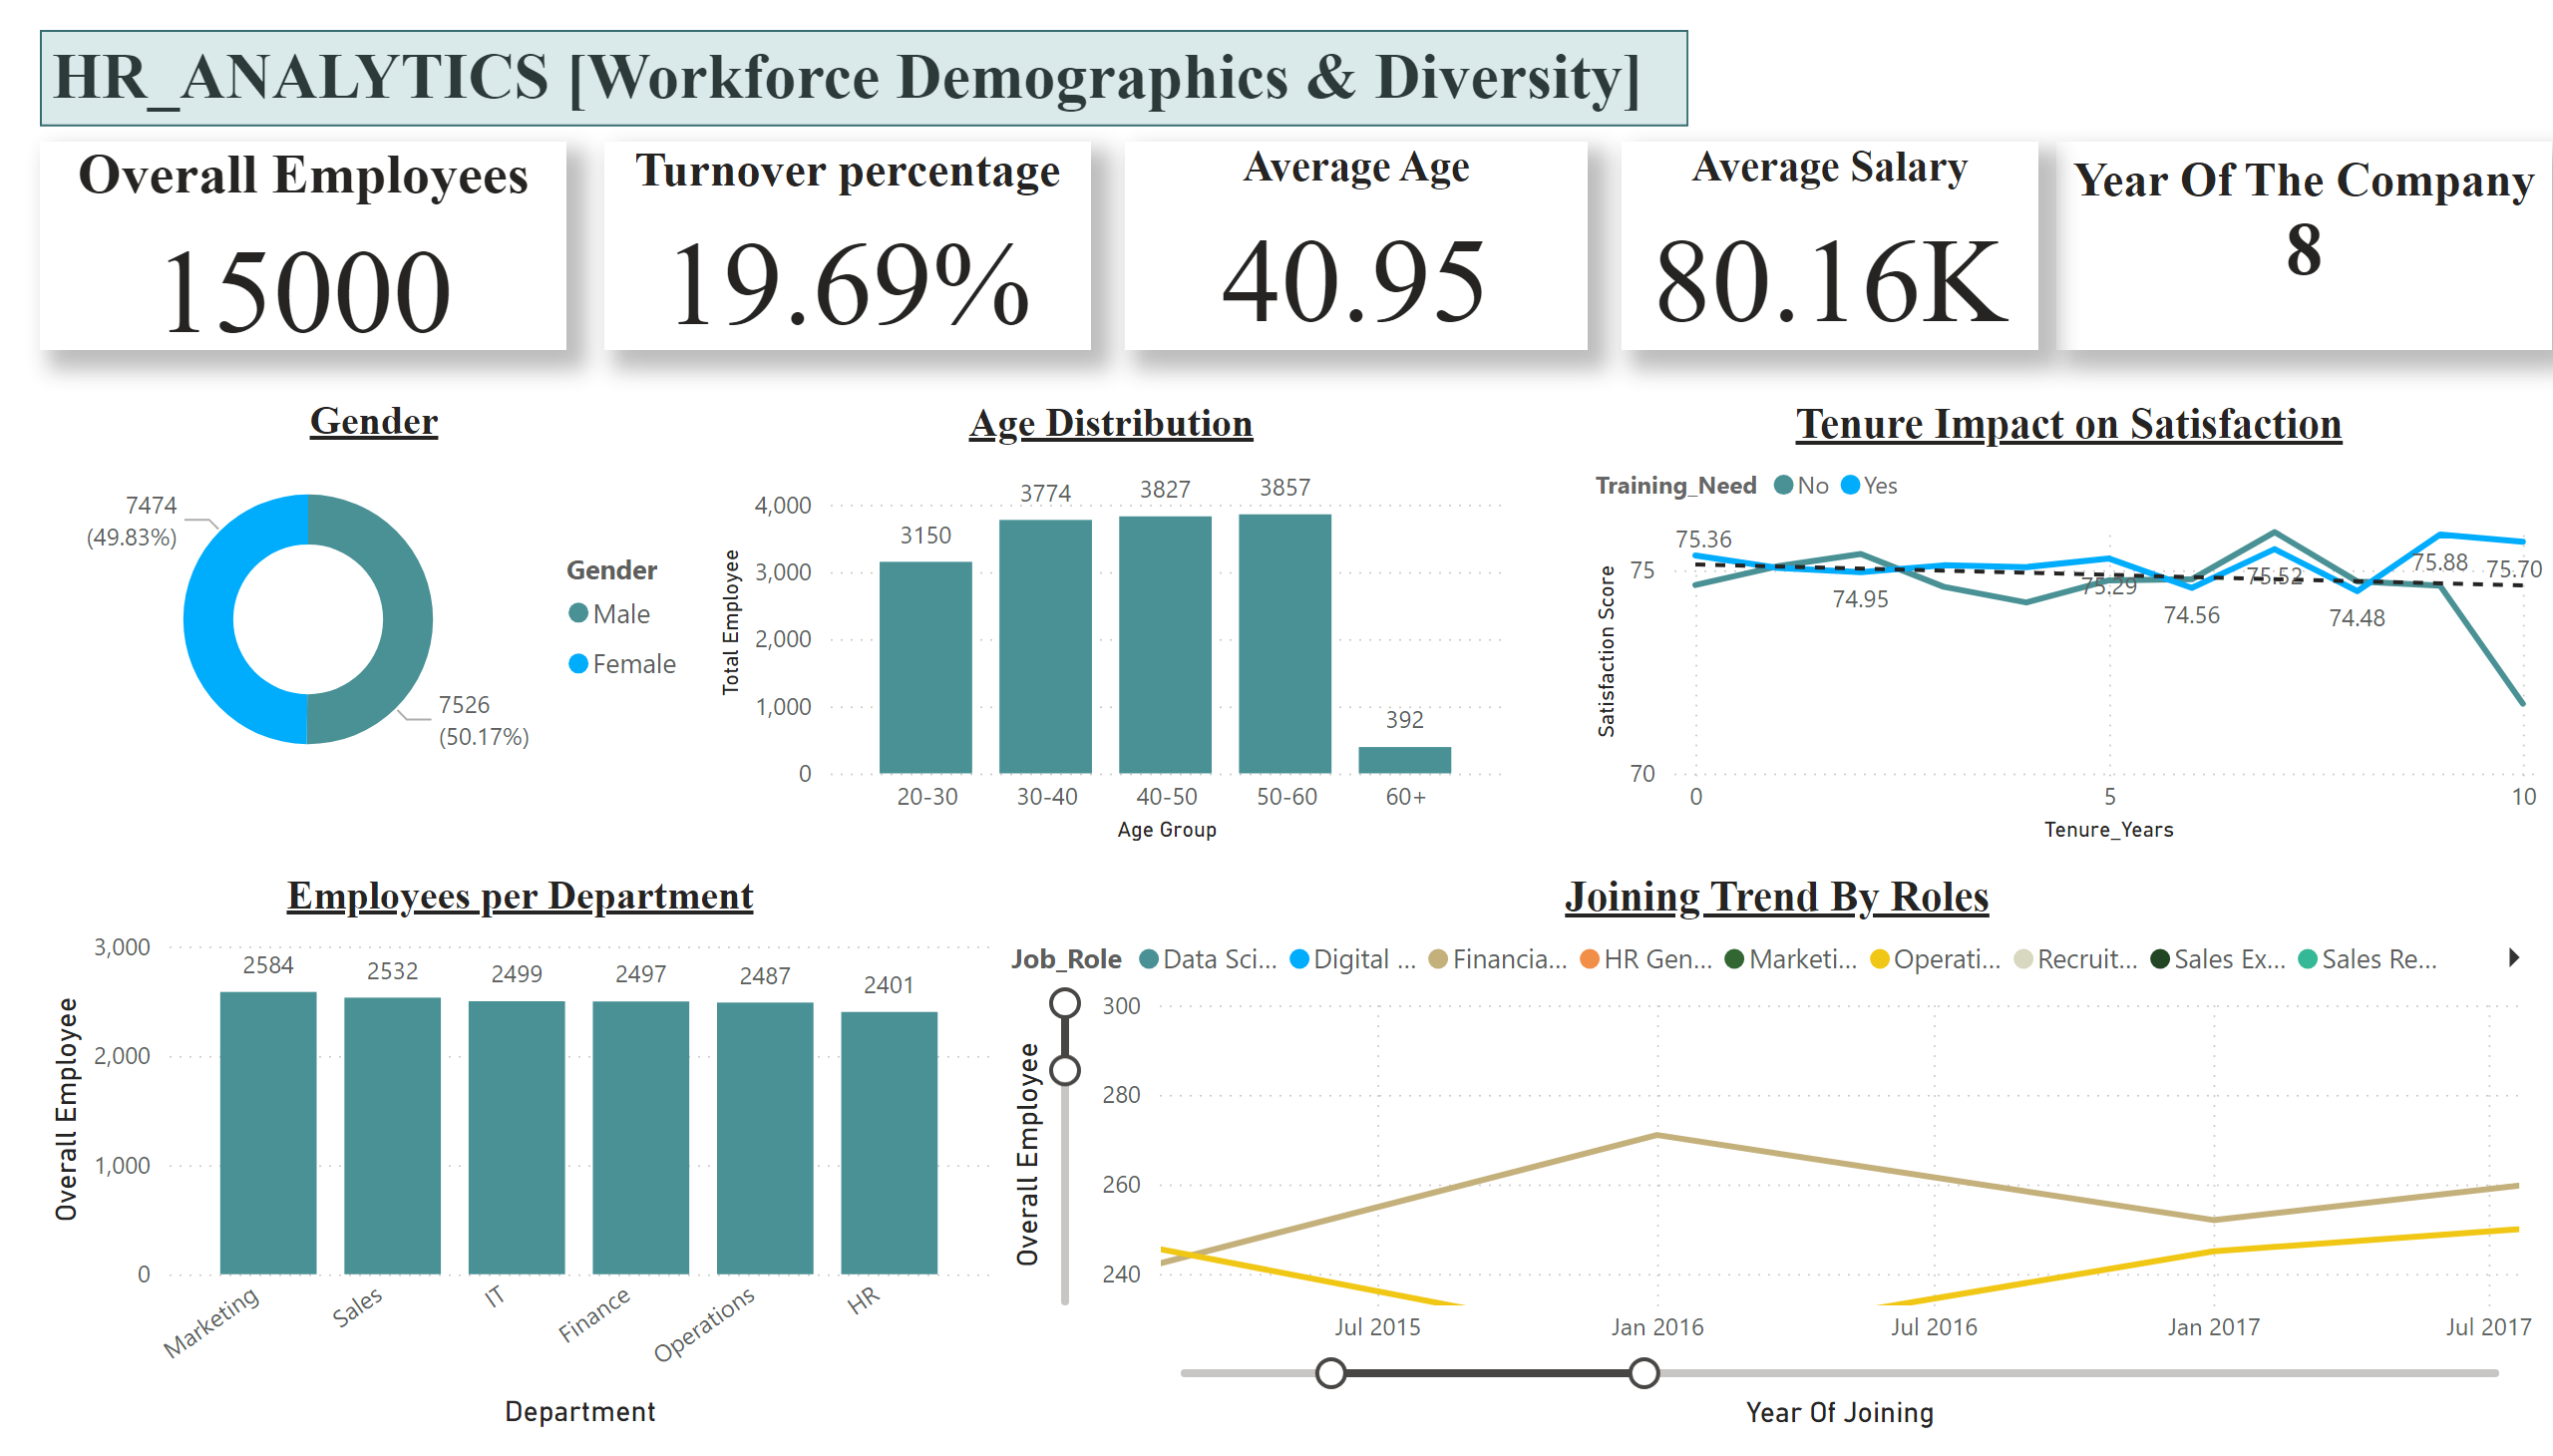 HR_ANALYTICS [Workforce Demographics & Diversity]
Overall Employees
15000
Turnover percentage
19.69%
Average Age
40.95
Average Salary
80.16K
Year Of The Company
8
Gender
7474
(49.83%)
7526
(50.17%)
Gender
Male
Female
Age Distribution
Total Employee
4,000
3,000
2,000
1,000
0
3150
3774
3827
3857
392
20-30
30-40
40-50
50-60
60+
Age Group
Tenure Impact on Satisfaction
Training_Need No Yes
Satisfaction Score
75
70
75.36
74.95
75.29
74.56
75.52
74.48
75.88
75.70
0
5
10
Tenure_Years
Employees per Department
Overall Employee
3,000
2,000
1,000
0
2584
2532
2499
2497
2487
2401
Marketing
Sales
IT
Finance
Operations
HR
Department
Joining Trend By Roles
Job_Role Data Sci... Digital ... Financia... HR Gen... Marketi... Operati... Recruit... Sales Ex... Sales Re...
Overall Employee
300
280
260
240
Jul 2015
Jan 2016
Jul 2016
Jan 2017
Jul 2017
Year Of Joining